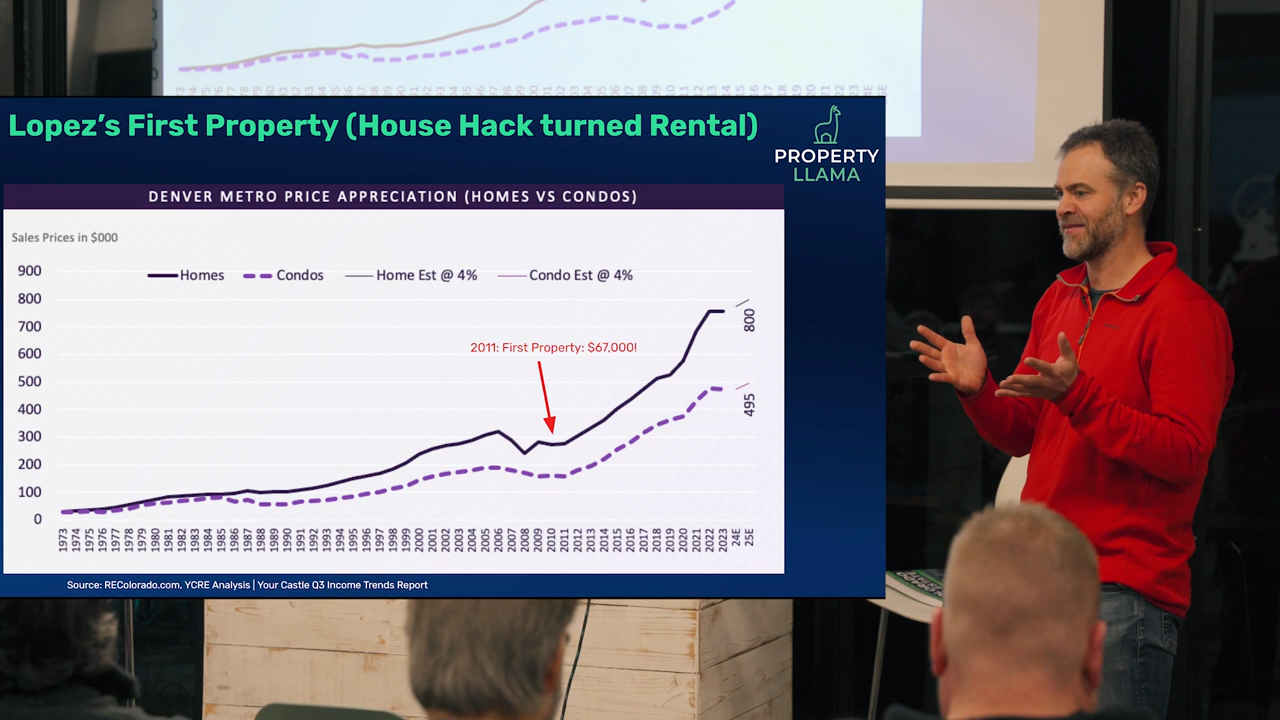 Lopez's First Property (House Hack turned Rental)
PROPERTY
LLAMA
DENVER METRO PRICE APPRECIATION (HOMES VS CONDOS)
Sales Prices in $000
Homes Condos Home Est @ 4% Condo Est @ 4%
900
800
700
600
500
400
300
200
100
0
2011: First Property: $67,000!
800
495
1973 1974 1975 1976 1977 1978 1979 1980 1981 1982 1983 1984 1985 1986 1987 1988 1989 1990 1991 1992 1993 1994 1995 1996 1997 1998 1999 2000 2001 2002 2003 2004 2005 2006 2007 2008 2009 2010 2011 2012 2013 2014 2015 2016 2017 2018 2019 2020 2021 2022 2023 24E 25E
Source: REColorado.com, YCRE Analysis | Your Castle Q3 Income Trends Report